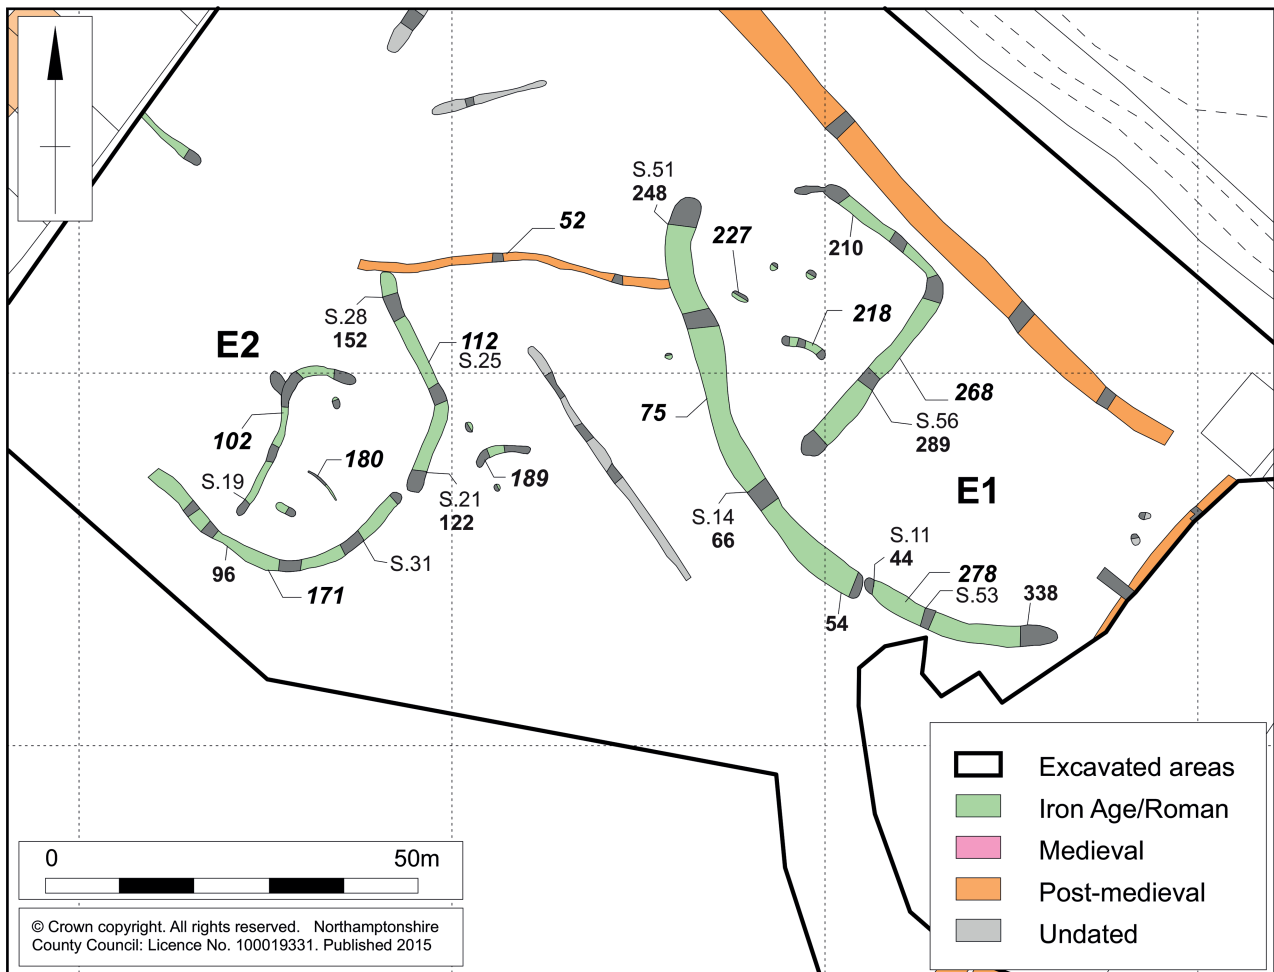 S.51
248
52
227
210
S.28
152
112
S.25
218
E2
268
S.56
289
75
102
180
S.19
189
S.21
122
E1
S.14
66
S.11
44
278
S.53
338
S.31
96
171
54
Excavated areas
Iron Age/Roman
Medieval
Post-medieval
Undated
0 50m
© Crown copyright. All rights reserved. Northamptonshire
County Council: Licence No. 100019331. Published 2015